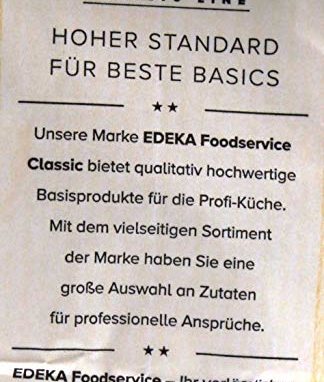 HOHER STANDARD
FÜR BESTE BASICS
Unsere Marke EDEKA Foodservice
Classic bietet qualitativ hochwertige
Basisprodukte für die Profi-Küche.
Mit dem vielseitigen Sortiment
der Marke haben Sie eine
große Auswahl an Zutaten
für professionelle Ansprüche.
EDEKA Foodservice – Ihr